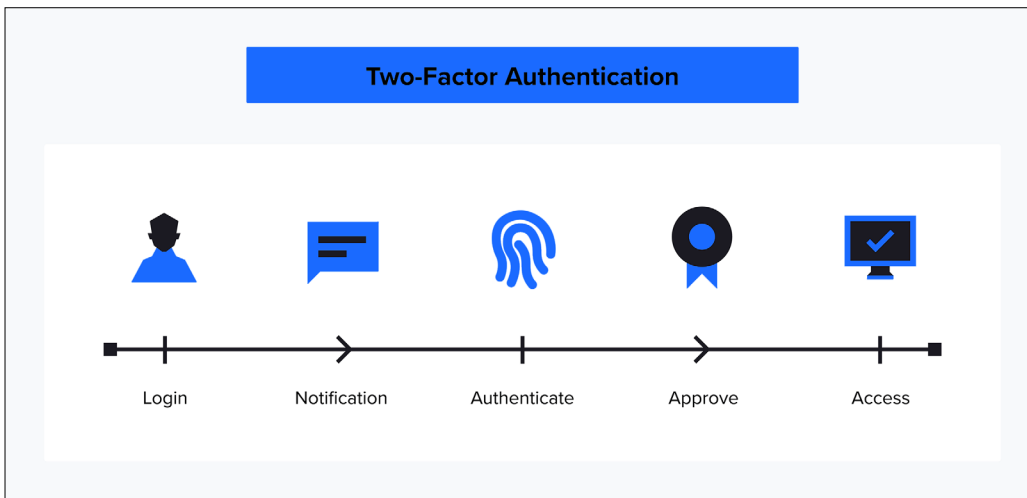 Two-Factor Authentication
Login
Notification
Authenticate
Approve
Access